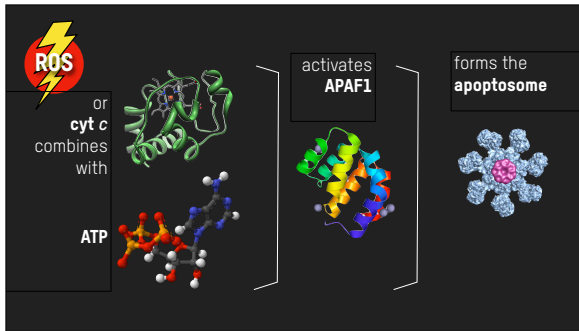 ROS
or
cyt c
combines
with
ATP
activates
APAF1
forms the
apoptosome